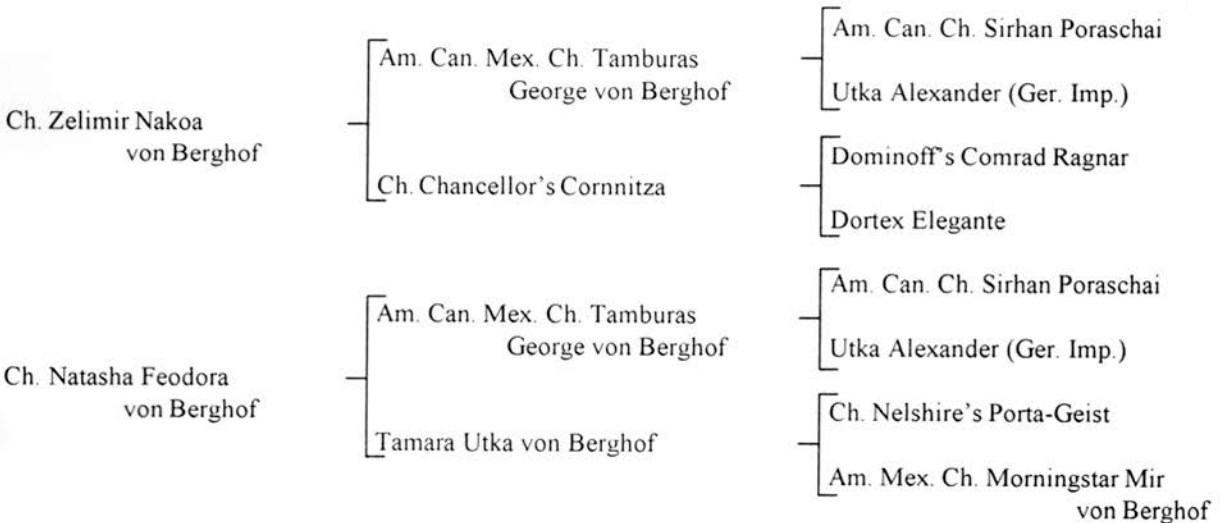 Ch. Zelimir Nakoa
von Berghof
Am. Can. Mex. Ch. Tamburas
George von Berghof
Ch. Chancellor's Cornnitza
Am. Can. Ch. Sirhan Poraschai
Utka Alexander (Ger. Imp.)
Dominoff's Comrad Ragnar
Dortex Elegante
Ch. Natasha Feodora
von Berghof
Am. Can. Mex. Ch. Tamburas
George von Berghof
Tamara Utka von Berghof
Am. Can. Ch. Sirhan Poraschai
Utka Alexander (Ger. Imp.)
Ch. Nelshire's Porta-Geist
Am. Mex. Ch. Morningstar Mir
von Berghof